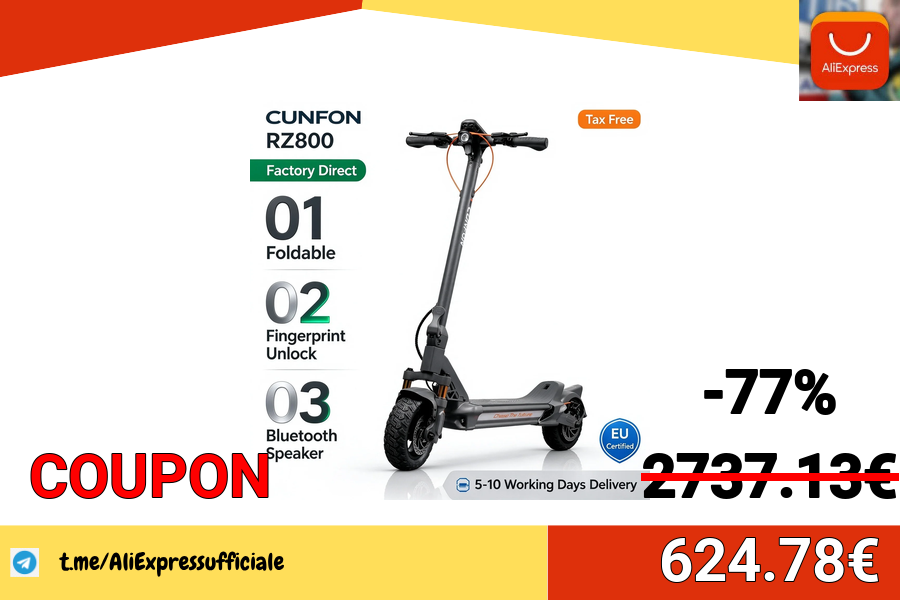 AliExpress
CUNFON
RZ800
Tax Free
Factory Direct
01
Foldable
02
Fingerprint
Unlock
03
Bluetooth
Speaker
EU
Certified
5-10 Working Days Delivery
COUPON
-77%
2737.13€
t.me/AliExpressufficiale
624.78€